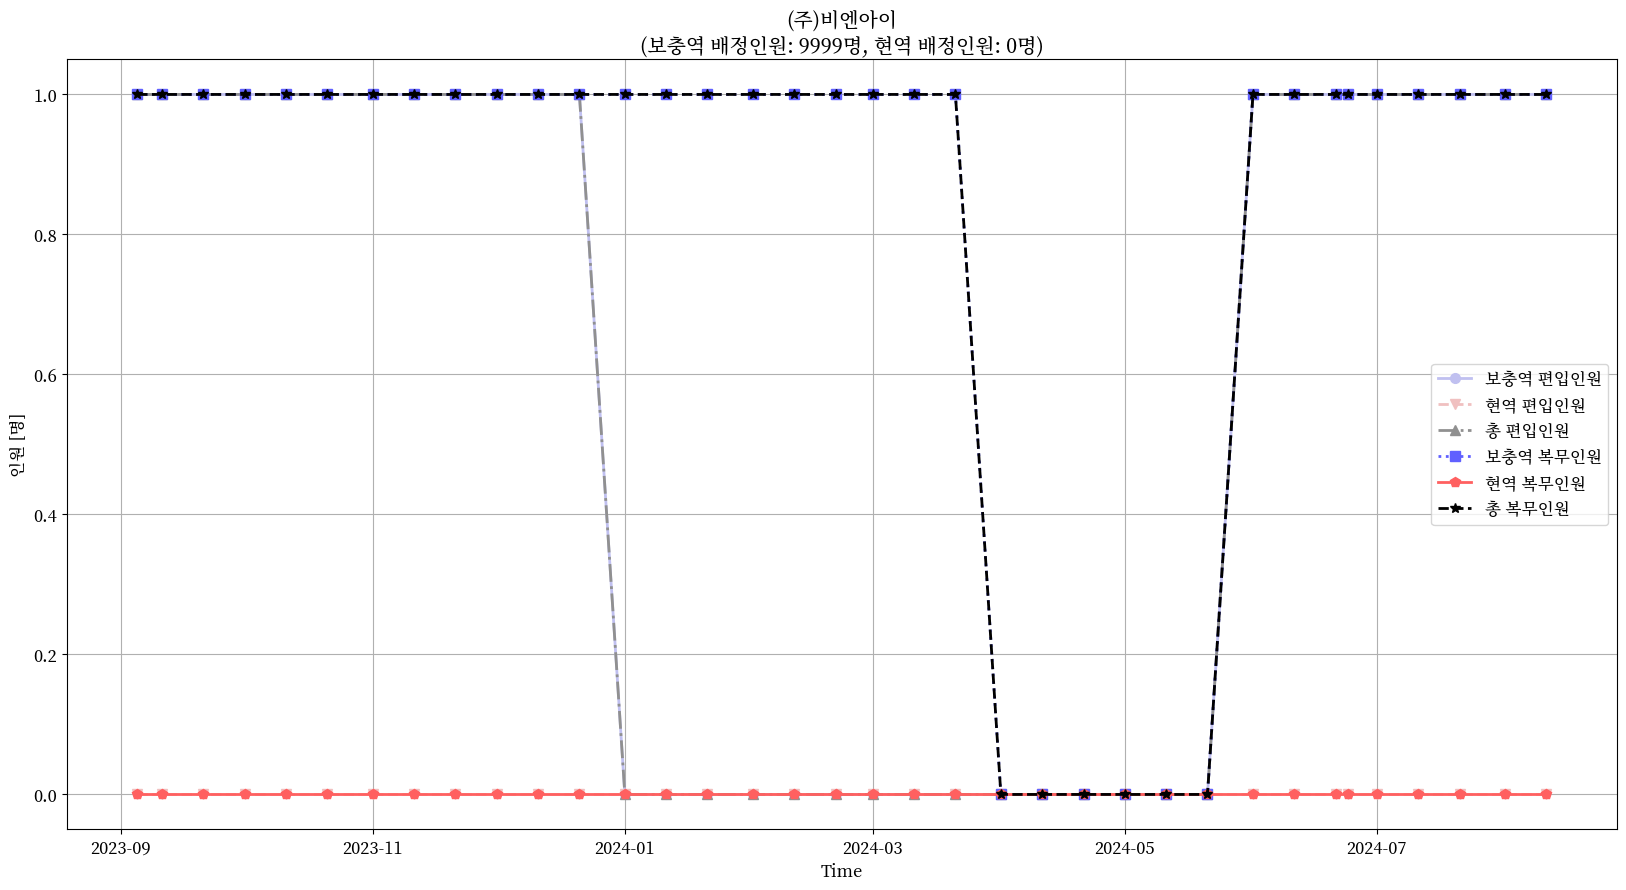 (주)비엔아이
(보충역 배정인원: 9999명, 현역 배정인원: 0명)
인원 [명]
1.0
0.8
0.6
0.4
0.2
0.0
보충역 편입인원
현역 편입인원
총 편입인원
보충역 복무인원
현역 복무인원
총 복무인원
2023-09
2023-11
2024-01
2024-03
2024-05
2024-07
Time